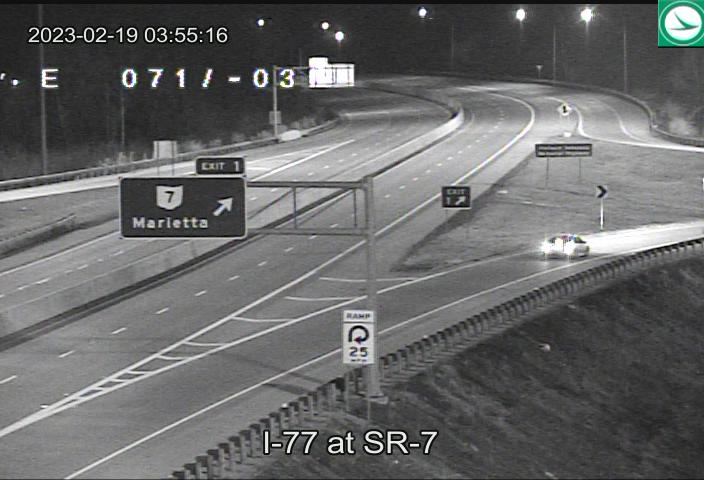 2023-02-19 03:55:16
E 071/-03
EXIT 1
7
Marietta
EXIT
1
RAMP
25
MPH
I-77 at SR-7